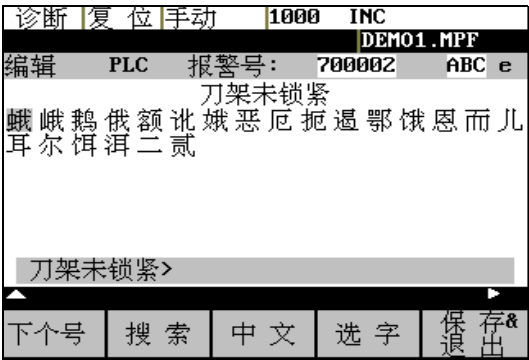 诊断 复 位 手动 1000 INC
DEMO1.MPF
编辑 PLC 报警号: 700002 ABC e
刀架未锁紧
蛾 峨 鹅 俄 额 讹 娥 恶 厄 扼 遏 鄂 饿 恩 而 儿
耳 尔 饵 洱 二 贰
刀架未锁紧>
下个号 搜 索 中 文 选 字 保 存&
退 出